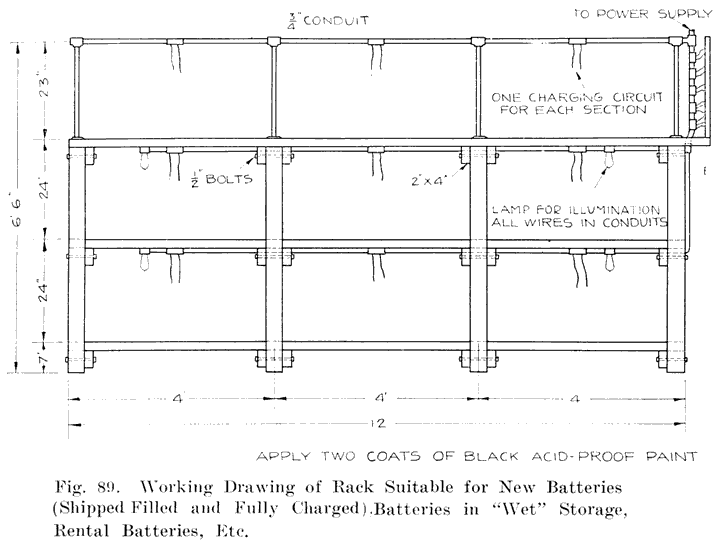 3/4" CONDUIT
TO POWER SUPPLY
23"
ONE CHARGING CIRCUIT
FOR EACH SECTION
1/2" BOLTS
2"x4"
24'
6'6"
LAMP FOR ILLUMINATION
ALL WIRES IN CONDUITS
24"
7'
4'
4'
4
12
APPLY TWO COATS OF BLACK ACID-PROOF PAINT
Fig. 89. Working Drawing of Rack Suitable for New Batteries
(Shipped Filled and Fully Charged).Batteries in "Wet" Storage,
Rental Batteries, Etc.